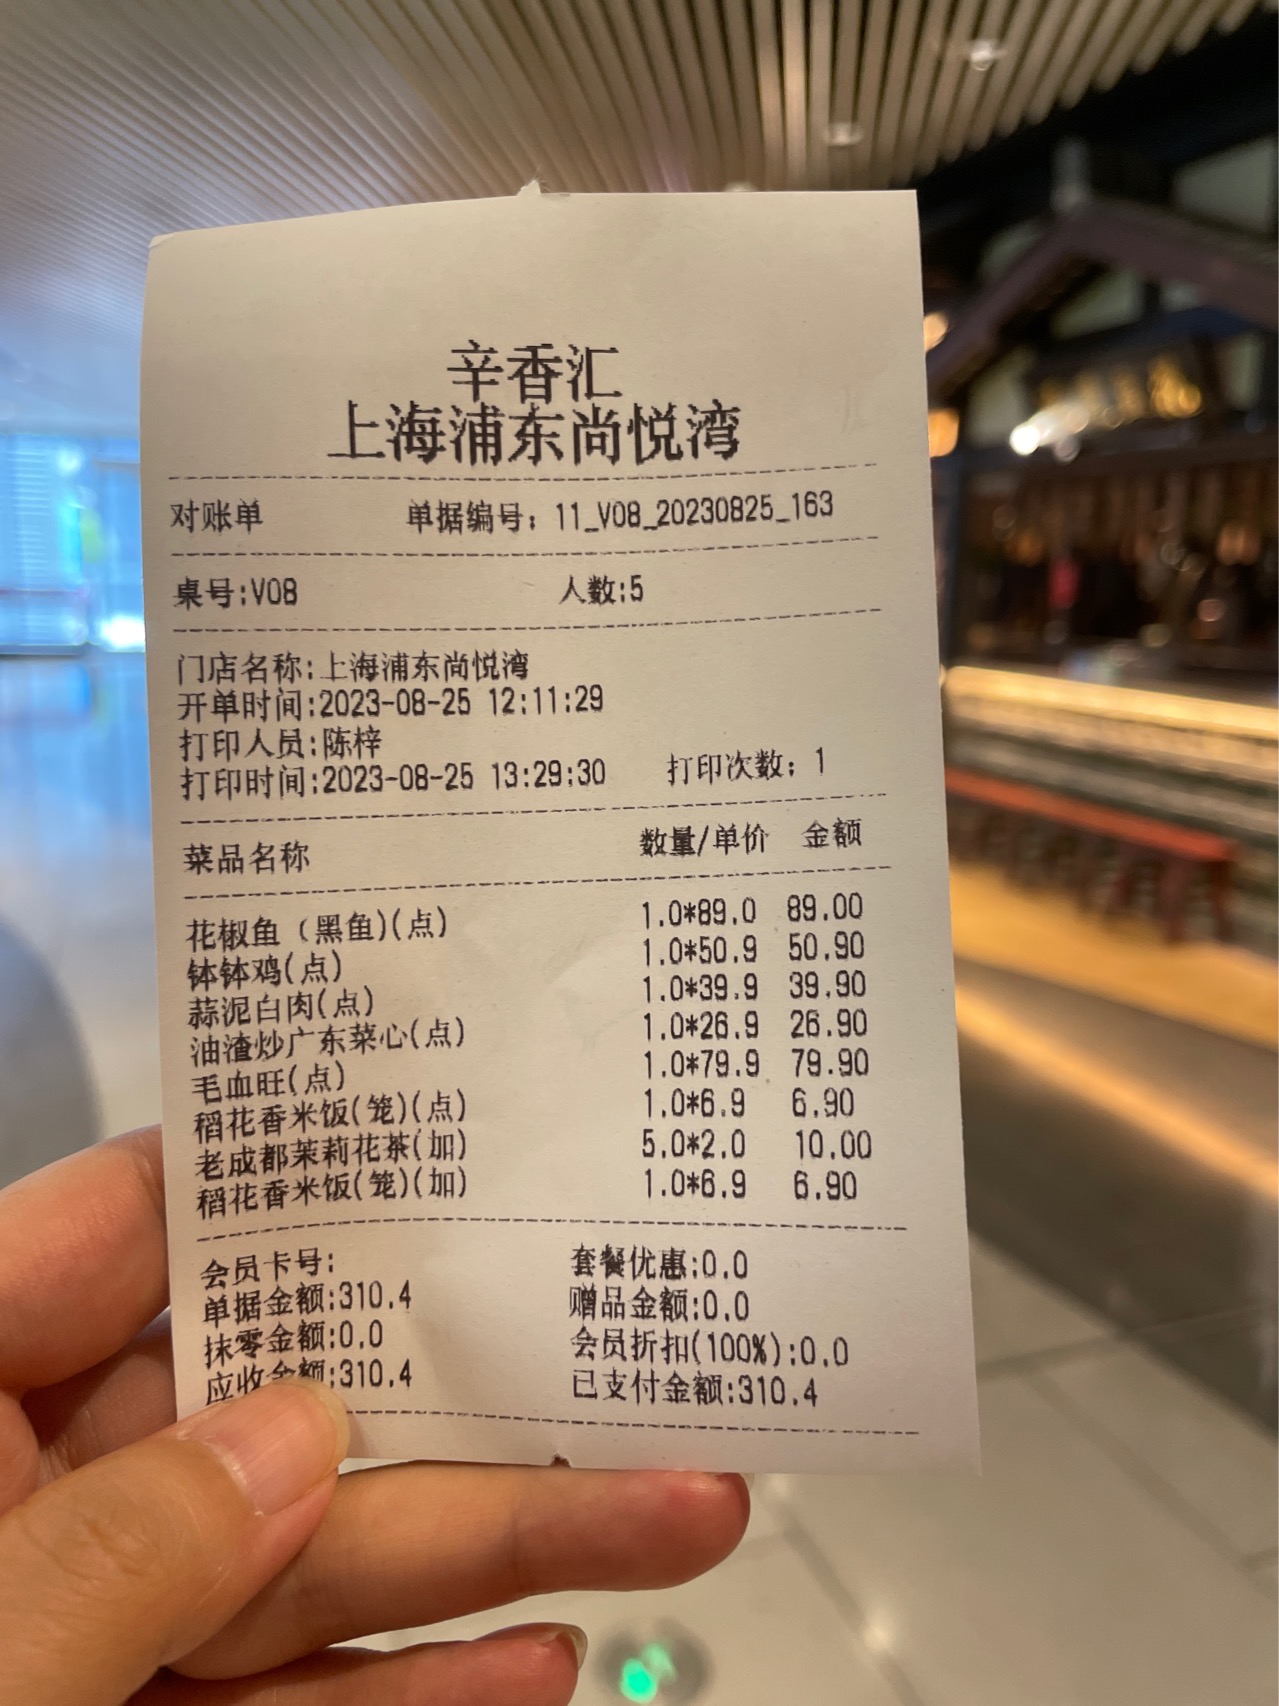 辛香汇
上海浦东尚悦湾
对账单 单据编号：11_V08_20230825_163
桌号:V08 人数:5
门店名称:上海浦东尚悦湾
开单时间:2023-08-25 12:11:29
打印人员:陈梓
打印时间:2023-08-25 13:29:30 打印次数：1
菜品名称 数量/单价 金额
花椒鱼（黑鱼)(点) 1.0*89.0 89.00
钵钵鸡(点) 1.0*50.9 50.90
蒜泥白肉(点) 1.0*39.9 39.90
油渣炒广东菜心(点) 1.0*26.9 26.90
毛血旺(点) 1.0*79.9 79.90
稻花香米饭(笼)(点) 1.0*6.9 6.90
老成都茉莉花茶(加) 5.0*2.0 10.00
稻花香米饭(笼)(加) 1.0*6.9 6.90
会员卡号: 套餐优惠:0.0
单据金额:310.4 赠品金额:0.0
抹零金额:0.0 会员折扣(100%):0.0
应收金额:310.4 已支付金额:310.4